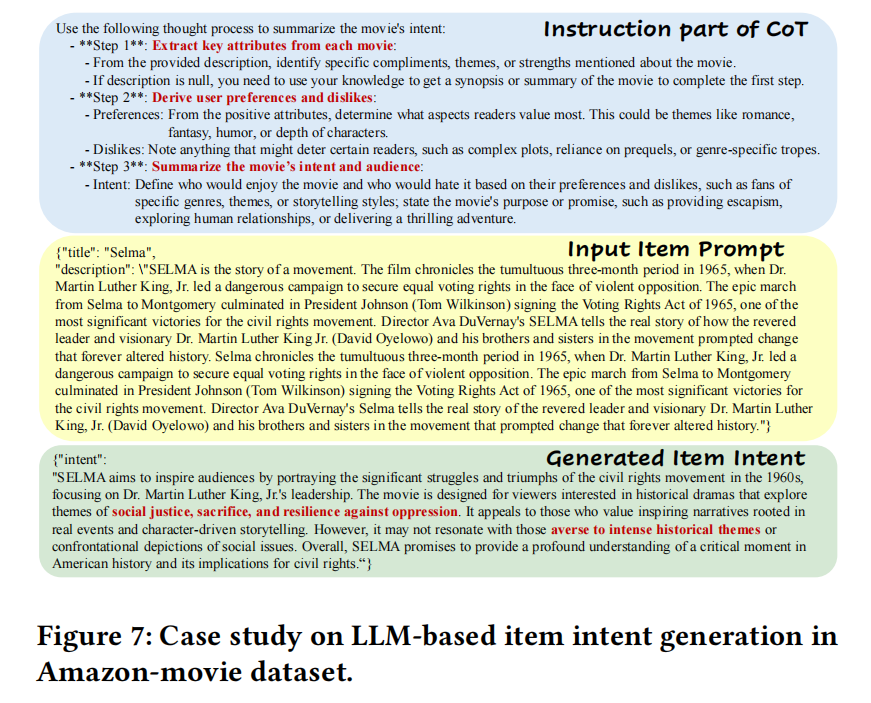 Use the following thought process to summarize the movie's intent: Instruction part of CoT
- **Step 1**: Extract key attributes from each movie:
- From the provided description, identify specific compliments, themes, or strengths mentioned about the movie.
- If description is null, you need to use your knowledge to get a synopsis or summary of the movie to complete the first step.
- **Step 2**: Derive user preferences and dislikes:
- Preferences: From the positive attributes, determine what aspects readers value most. This could be themes like romance,
fantasy, humor, or depth of characters.
- Dislikes: Note anything that might deter certain readers, such as complex plots, reliance on prequels, or genre-specific tropes.
- **Step 3**: Summarize the movie's intent and audience:
- Intent: Define who would enjoy the movie and who would hate it based on their preferences and dislikes, such as fans of
specific genres, themes, or storytelling styles; state the movie's purpose or promise, such as providing escapism,
exploring human relationships, or delivering a thrilling adventure.
{"title": "Selma", Input Item Prompt
"description": \"SELMA is the story of a movement. The film chronicles the tumultuous three-month period in 1965, when Dr.
Martin Luther King, Jr. led a dangerous campaign to secure equal voting rights in the face of violent opposition. The epic march
from Selma to Montgomery culminated in President Johnson (Tom Wilkinson) signing the Voting Rights Act of 1965, one of the
most significant victories for the civil rights movement. Director Ava DuVernay's SELMA tells the real story of how the revered
leader and visionary Dr. Martin Luther King Jr. (David Oyelowo) and his brothers and sisters in the movement prompted change
that forever altered history. Selma chronicles the tumultuous three-month period in 1965, when Dr. Martin Luther King, Jr. led a
dangerous campaign to secure equal voting rights in the face of violent opposition. The epic march from Selma to Montgomery
culminated in President Johnson (Tom Wilkinson) signing the Voting Rights Act of 1965, one of the most significant victories for
the civil rights movement. Director Ava DuVernay's Selma tells the real story of the revered leader and visionary Dr. Martin Luther
King, Jr. (David Oyelowo) and his brothers and sisters in the movement that prompted change that forever altered history."}
{"intent": Generated Item Intent
"SELMA aims to inspire audiences by portraying the significant struggles and triumphs of the civil rights movement in the 1960s,
focusing on Dr. Martin Luther King, Jr.'s leadership. The movie is designed for viewers interested in historical dramas that explore
themes of social justice, sacrifice, and resilience against oppression. It appeals to those who value inspiring narratives rooted in
real events and character-driven storytelling. However, it may not resonate with those averse to intense historical themes or
confrontational depictions of social issues. Overall, SELMA promises to provide a profound understanding of a critical moment in
American history and its implications for civil rights.“}
Figure 7: Case study on LLM-based item intent generation in
Amazon-movie dataset.